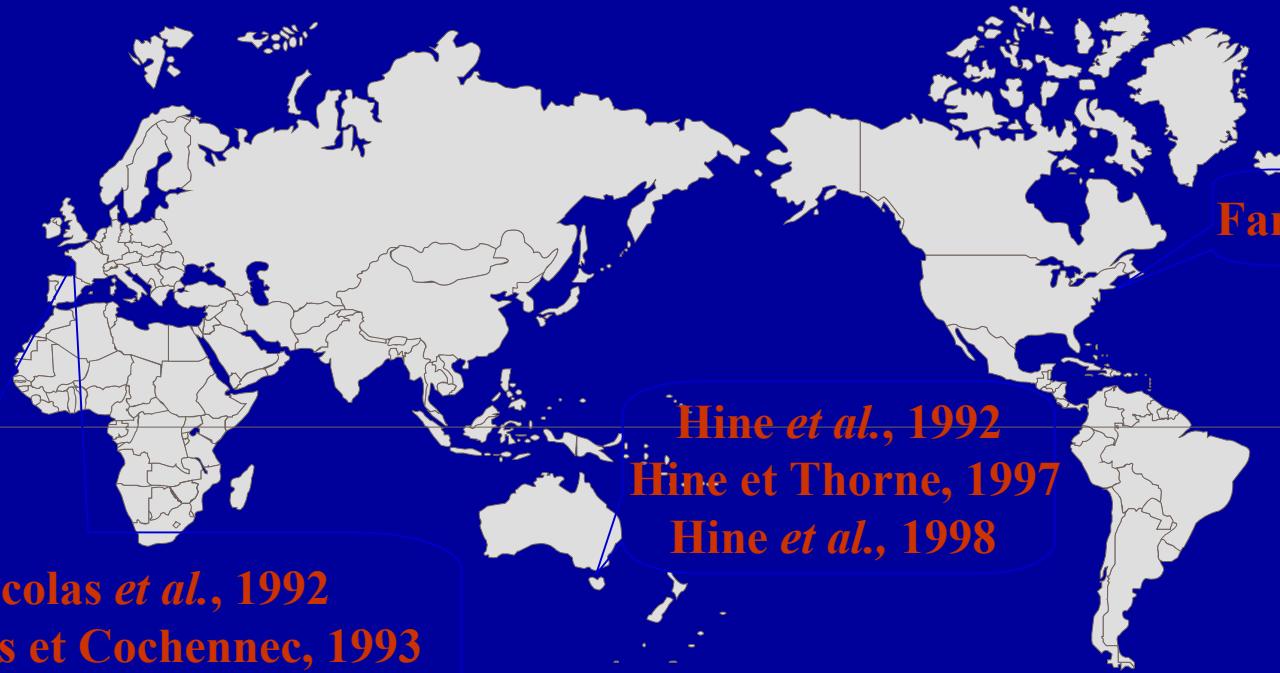 Far
Hine et al., 1992
Hine et Thorne, 1997
Hine et al., 1998
colas et al., 1992
s et Cochennec, 1993